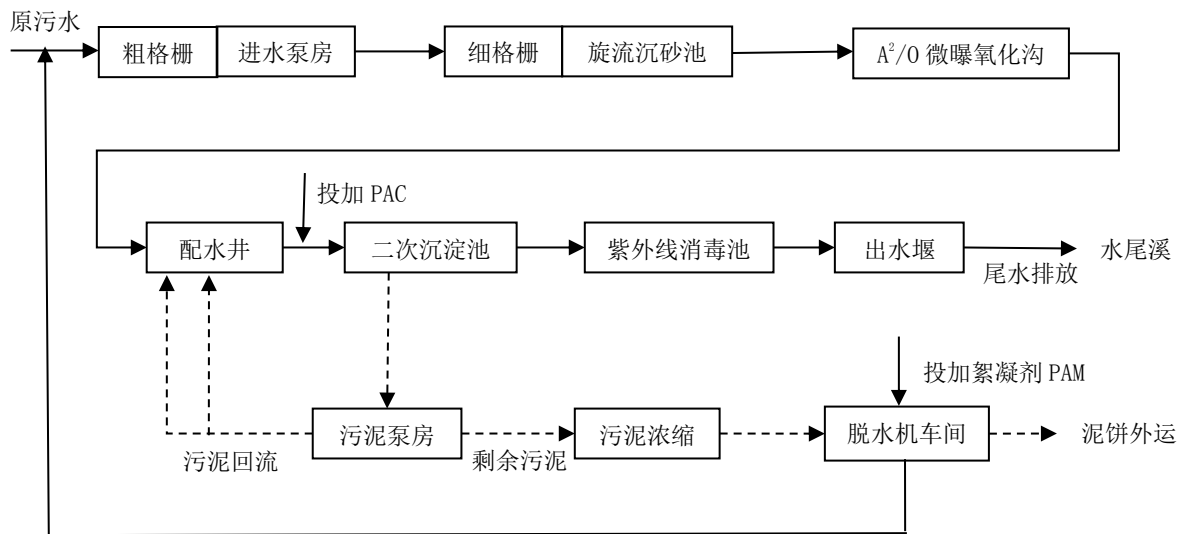 原污水
粗格栅
进水泵房
细格栅
旋流沉砂池
A²/O 微曝氧化沟
投加 PAC
配水井
二次沉淀池
紫外线消毒池
出水堰
水尾溪
尾水排放
投加絮凝剂 PAM
污泥泵房
污泥浓缩
脱水机车间
泥饼外运
污泥回流
剩余污泥